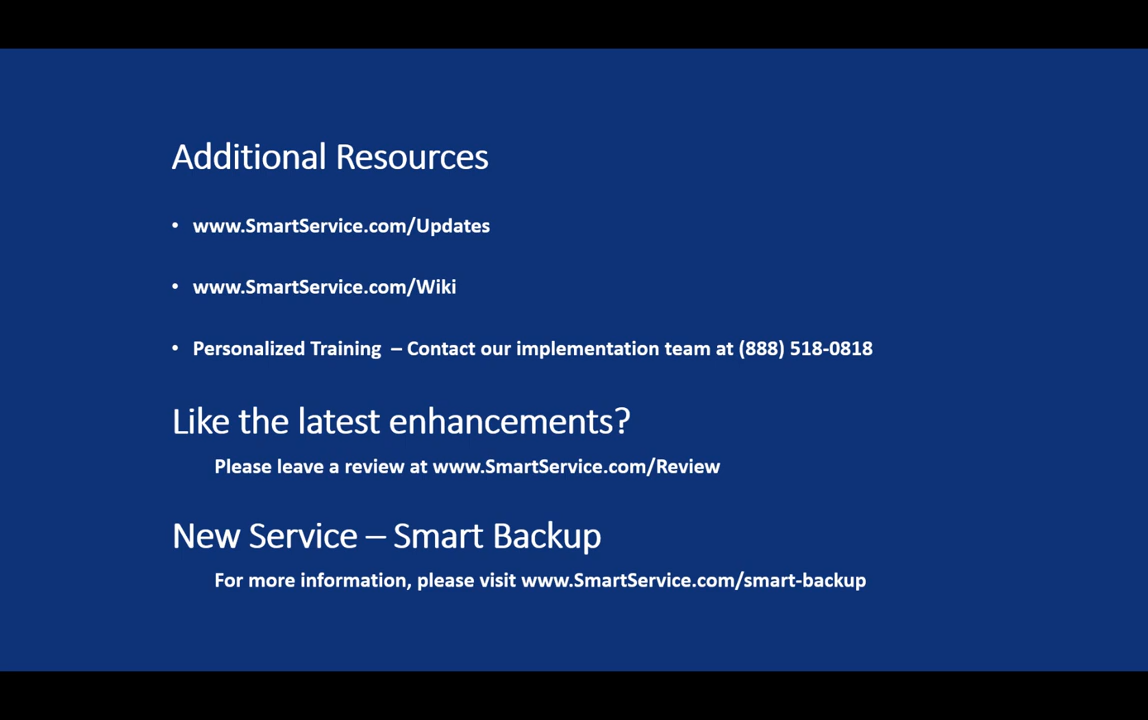 Additional Resources
• www.SmartService.com/Updates
• www.SmartService.com/Wiki
• Personalized Training – Contact our implementation team at (888) 518-0818
Like the latest enhancements?
Please leave a review at www.SmartService.com/Review
New Service – Smart Backup
For more information, please visit www.SmartService.com/smart-backup